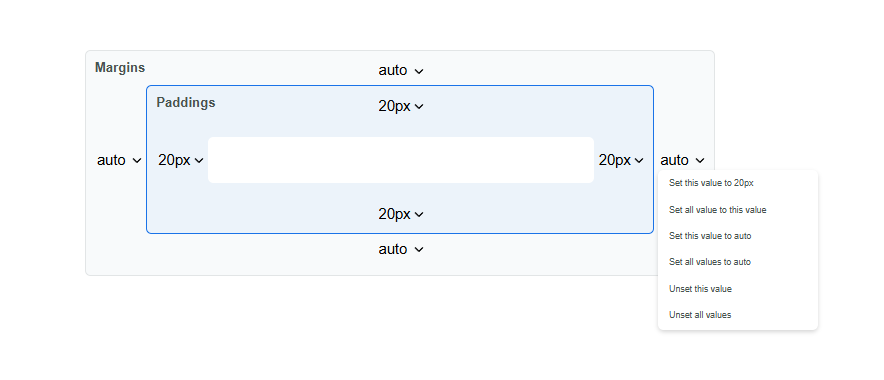 Margins
auto
Paddings
20px
auto
20px
20px
auto
20px
auto
Set this value to 20px
Set all value to this value
Set this value to auto
Set all values to auto
Unset this value
Unset all values